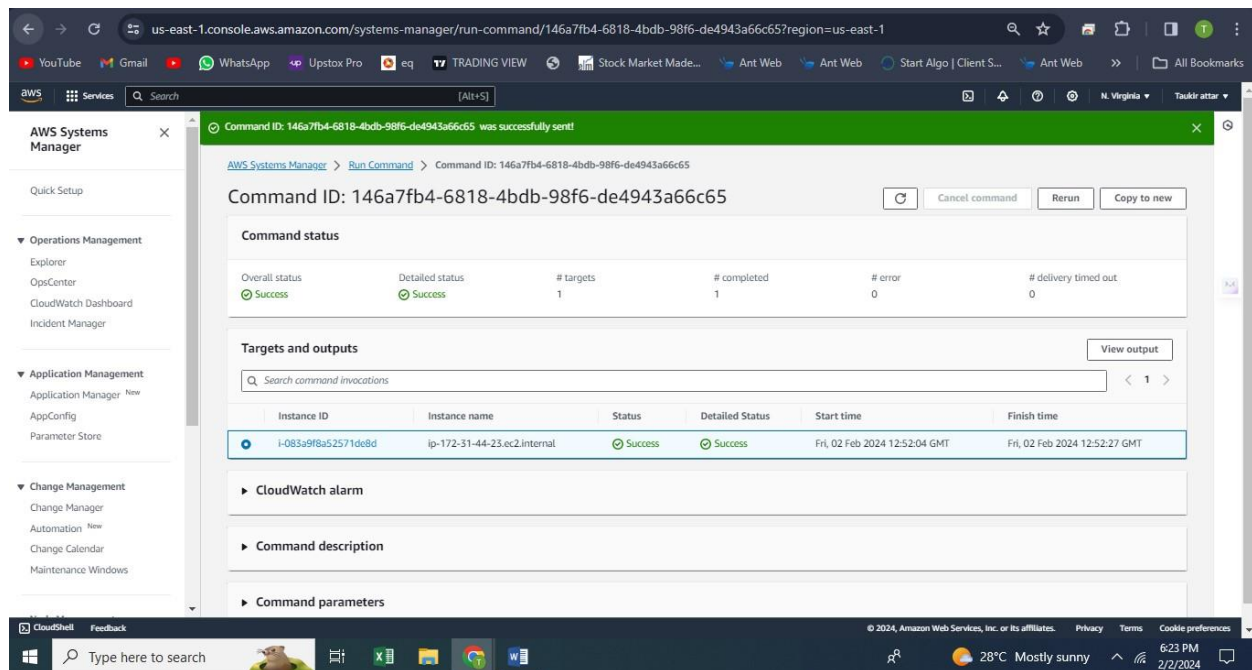 us-east-1.console.aws.amazon.com/systems-manager/run-command/146a7fb4-6818-4bdb-98f6-de4943a66c65?region=us-east-1
T
YouTube Gmail WhatsApp up Upstox Pro eq TRADING VIEW Stock Market Made... Ant Web Ant Web Start Algo | Client S... Ant Web » All Bookmarks
aws Services Search [Alt+S] N. Virginia Taukir attar
AWS Systems Manager
Quick Setup
Operations Management
Explorer
OpsCenter
CloudWatch Dashboard
Incident Manager
Application Management
Application Manager New
AppConfig
Parameter Store
Change Management
Change Manager
Automation New
Change Calendar
Maintenance Windows
Command ID: 146a7fb4-6818-4bdb-98f6-de4943a66c65 was successfully sent!
AWS Systems Manager > Run Command > Command ID: 146a7fb4-6818-4bdb-98f6-de4943a66c65
Command ID: 146a7fb4-6818-4bdb-98f6-de4943a66c65
Cancel command Rerun Copy to new
Command status
Overall status Detailed status # targets # completed # error # delivery timed out
Success Success 1 1 0 0
Targets and outputs View output
Search command invocations < 1 >
Instance ID Instance name Status Detailed Status Start time Finish time
i-083a9f8a52571de8d ip-172-31-44-23.ec2.internal Success Success Fri, 02 Feb 2024 12:52:04 GMT Fri, 02 Feb 2024 12:52:27 GMT
CloudWatch alarm
Command description
Command parameters
CloudShell Feedback © 2024, Amazon Web Services, Inc. or its affiliates. Privacy Terms Cookie preferences
Type here to search 28°C Mostly sunny 6:23 PM
2/2/2024